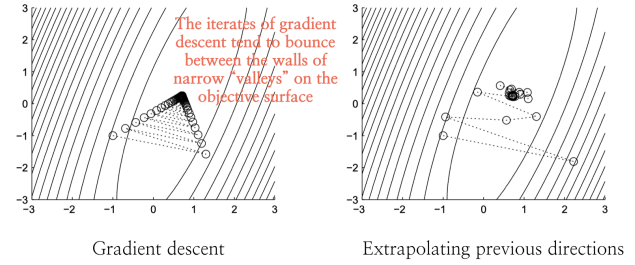 3
2
1
0
−1
−2
−3
−3 −2 −1 0 1 2 3
The iterates of gradient
descent tend to bounce
between the walls of
narrow “valleys” on the
objective surface
Gradient descent
3
2
1
0
−1
−2
−3
−3 −2 −1 0 1 2 3
Extrapolating previous directions